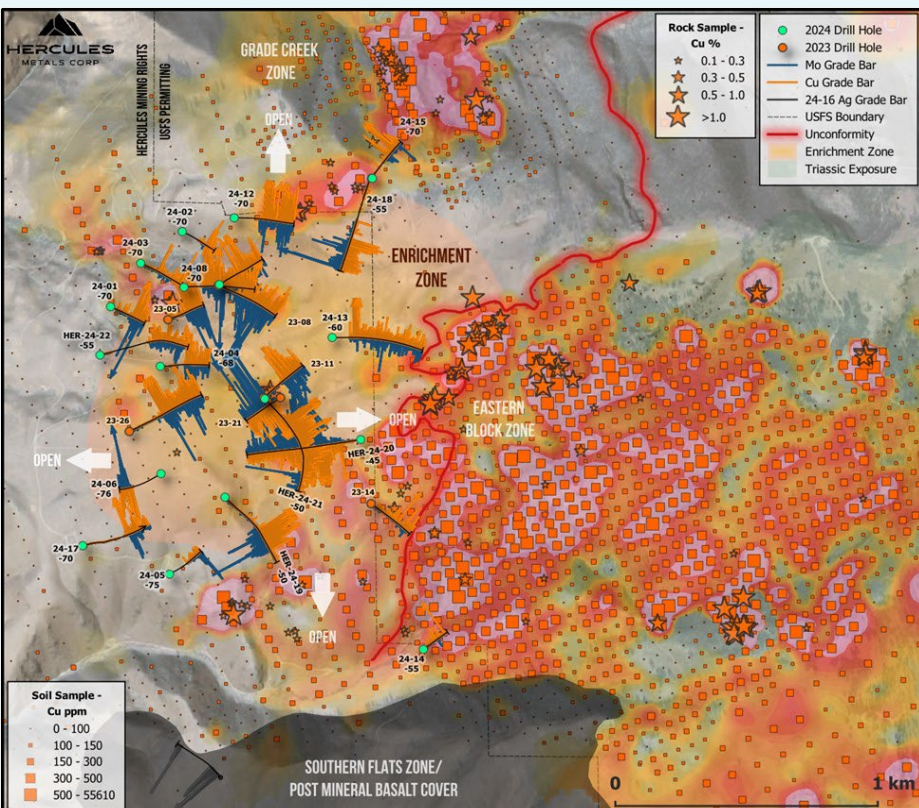 HERCULES
METALS CORP
HERCULES MINING RIGHTS
USFS PERMITTING
GRADE CREEK
ZONE
OPEN
Rock Sample -
Cu %
0.1 - 0.3
0.3 - 0.5
0.5 - 1.0
>1.0
2024 Drill Hole
2023 Drill Hole
Mo Grade Bar
Cu Grade Bar
24-16 Ag Grade Bar
USFS Boundary
Unconformity
Enrichment Zone
Triassic Exposure
24-15
-70
24-18
-55
24-12
-70
24-02
-70
24-03
-70
24-08
-70
24-01
-70
23-05
ENRICHMENT
ZONE
HER-24-22
-55
23-08
24-13
-60
24-04
-68
23-11
23-26
23-21
OPEN
EASTERN
BLOCK ZONE
OPEN
HER-24-20
-45
24-06
-76
HER-24-21
-50
23-14
24-17
-70
24-05
-75
HER-24-19
-50
OPEN
24-14
-55
Soil Sample -
Cu ppm
0 - 100
100 - 150
150 - 300
300 - 500
500 - 55610
SOUTHERN FLATS ZONE/
POST MINERAL BASALT COVER
0
1 km